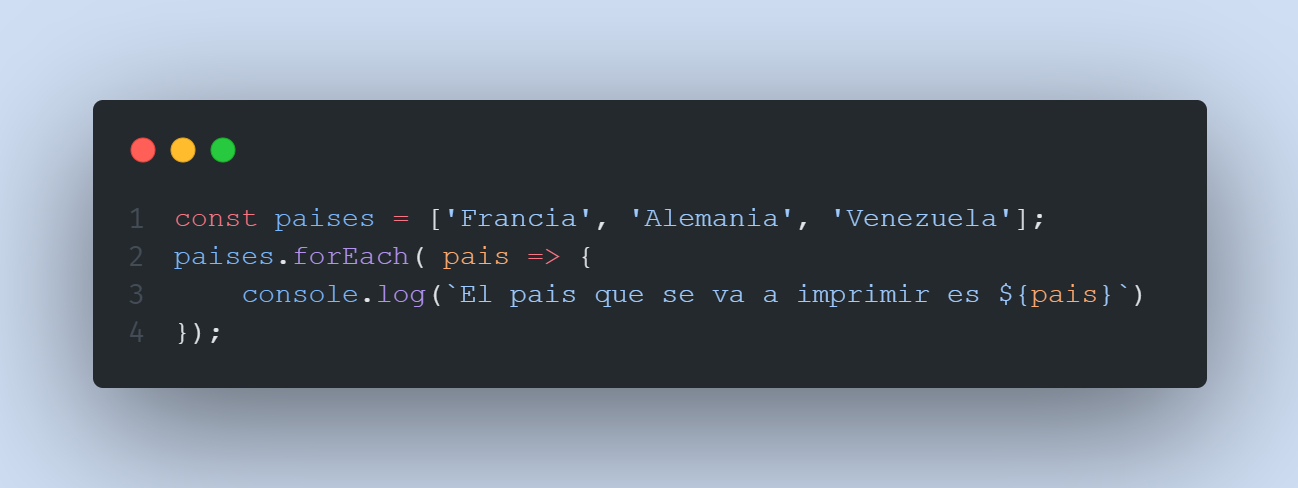 1 const paises = ['Francia', 'Alemania', 'Venezuela'];
2 paises.forEach( pais => {
3     console.log(`El pais que se va a imprimir es ${pais}`)
4 });